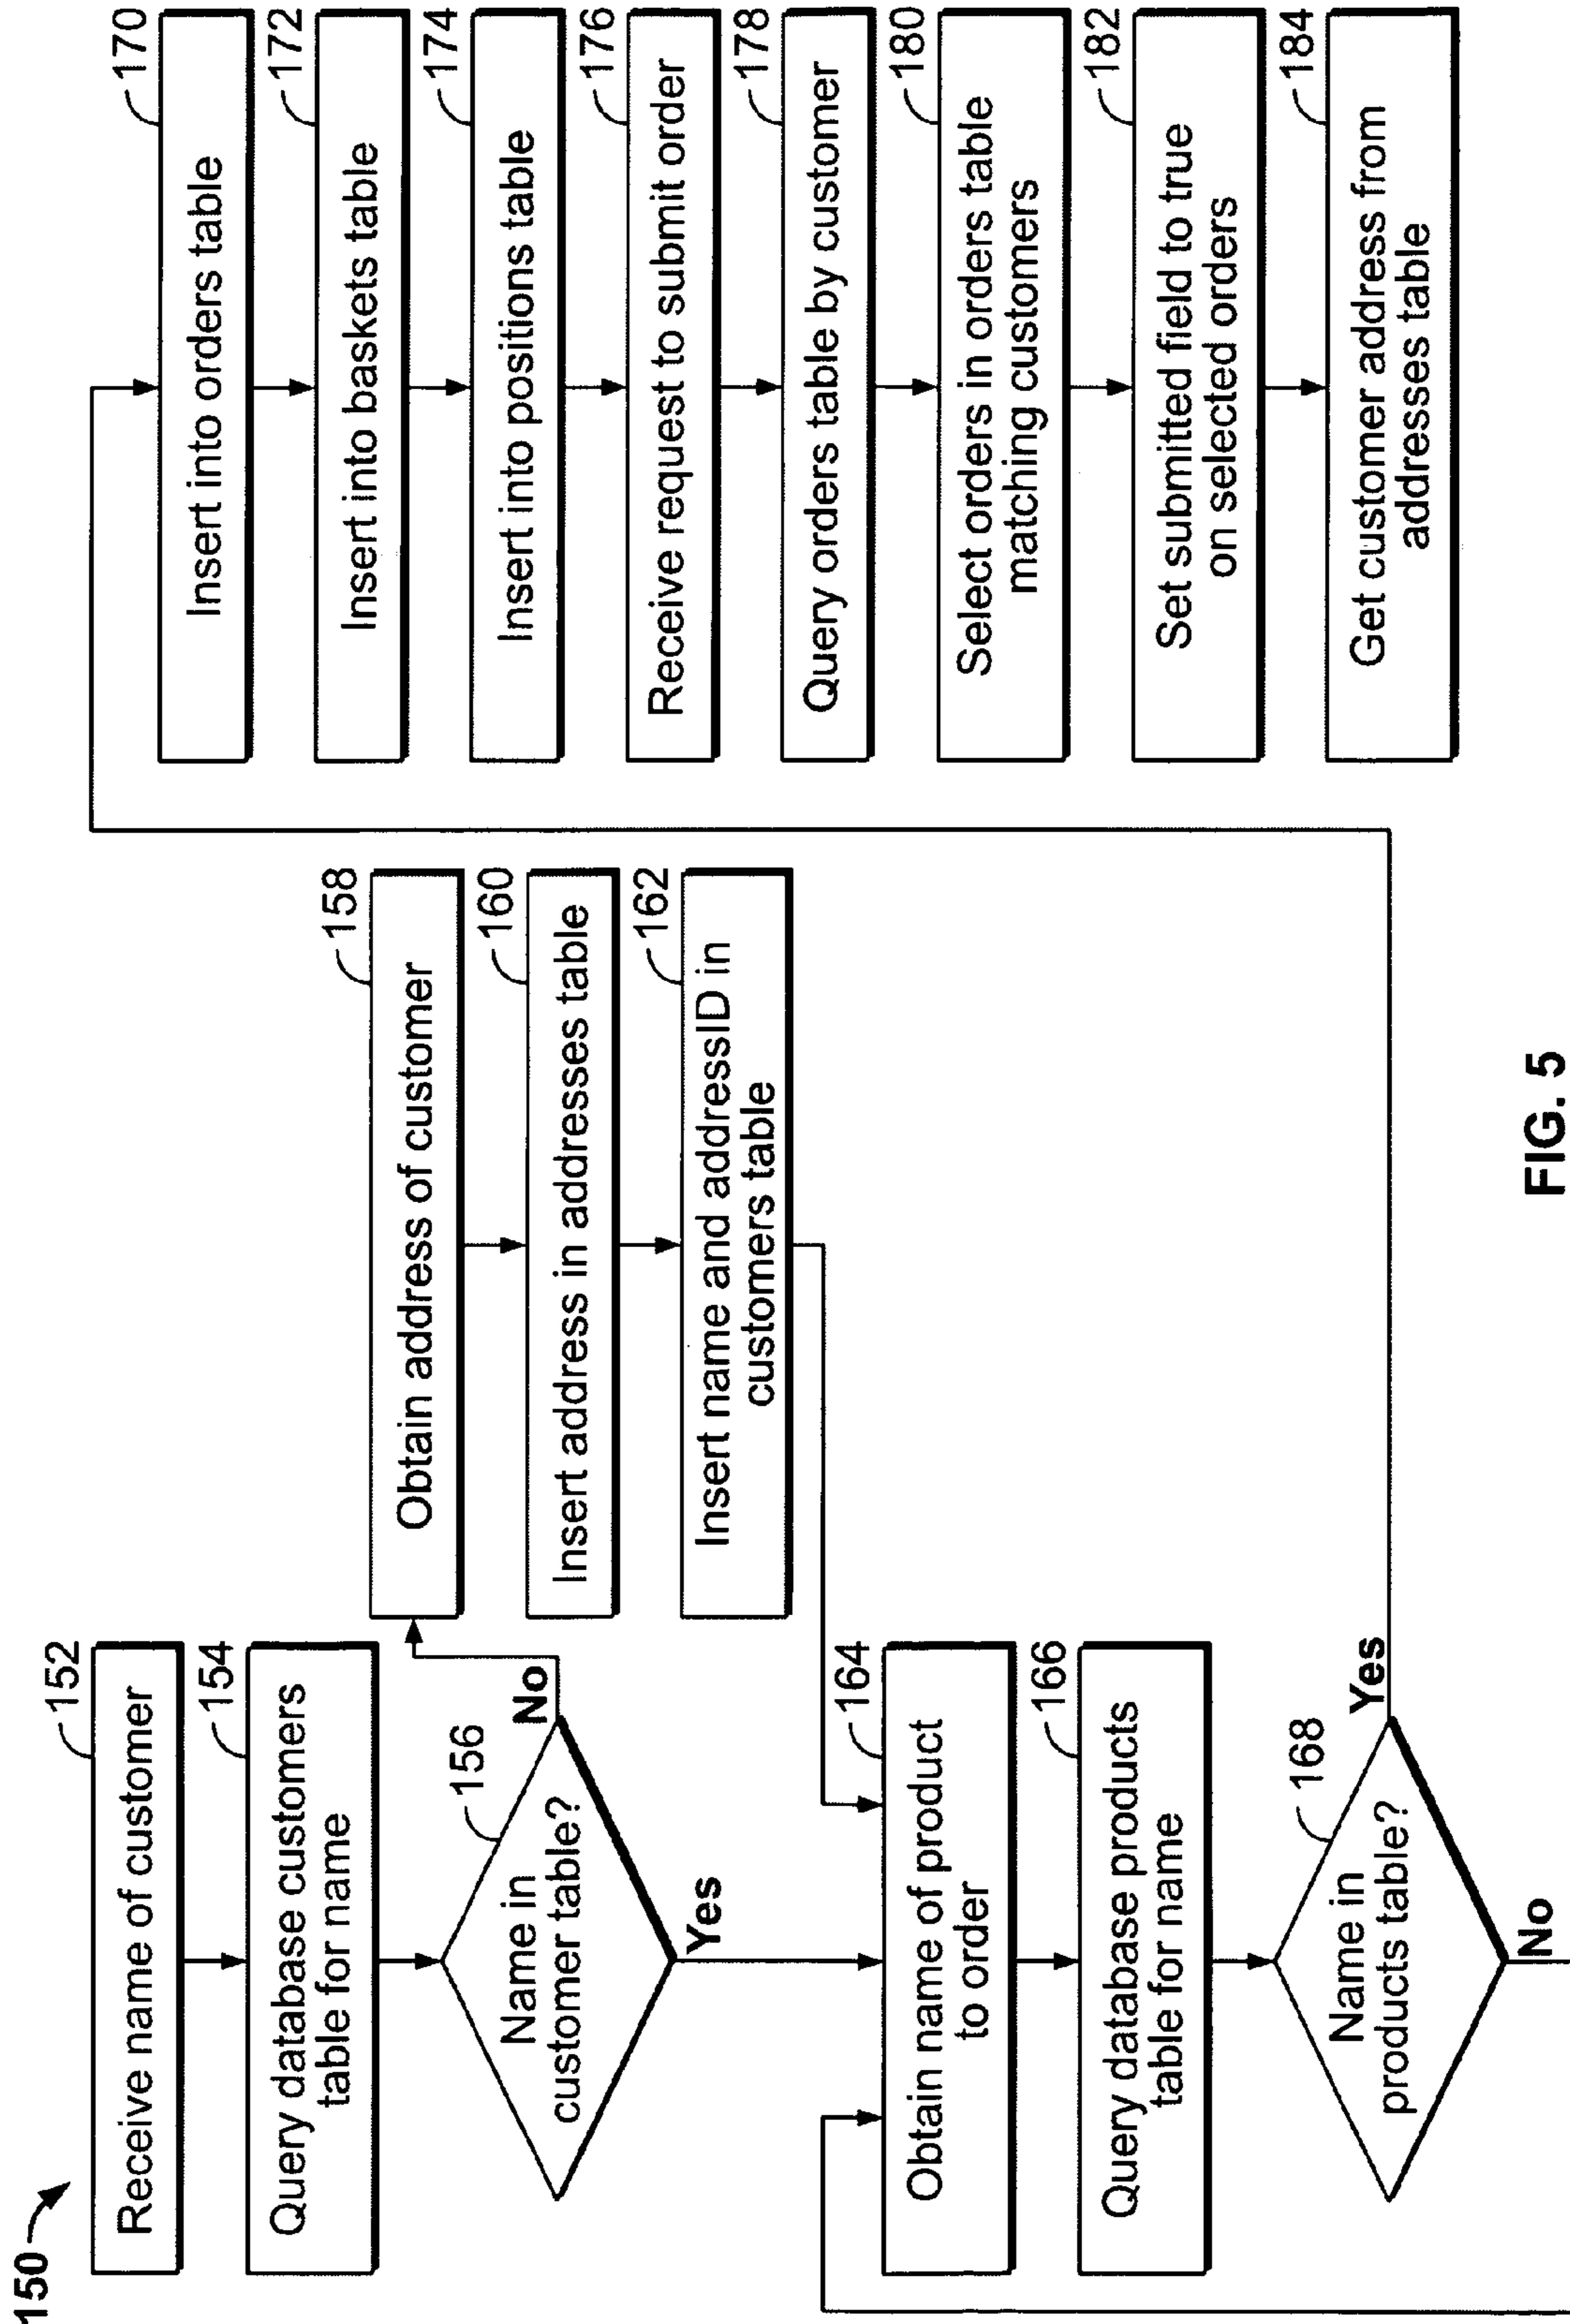 150
152
Receive name of customer
154
Query database customers
table for name
156
Name in
customer table?
No
Yes
158
Obtain address of customer
160
Insert address in addresses table
162
Insert name and addressID in
customers table
164
Obtain name of product
to order
166
Query database products
table for name
168
Name in
products table?
Yes
No
170
Insert into orders table
172
Insert into baskets table
174
Insert into positions table
176
Receive request to submit order
178
Query orders table by customer
180
Select orders in orders table
matching customers
182
Set submitted field to true
on selected orders
184
Get customer address from
addresses table
FIG. 5